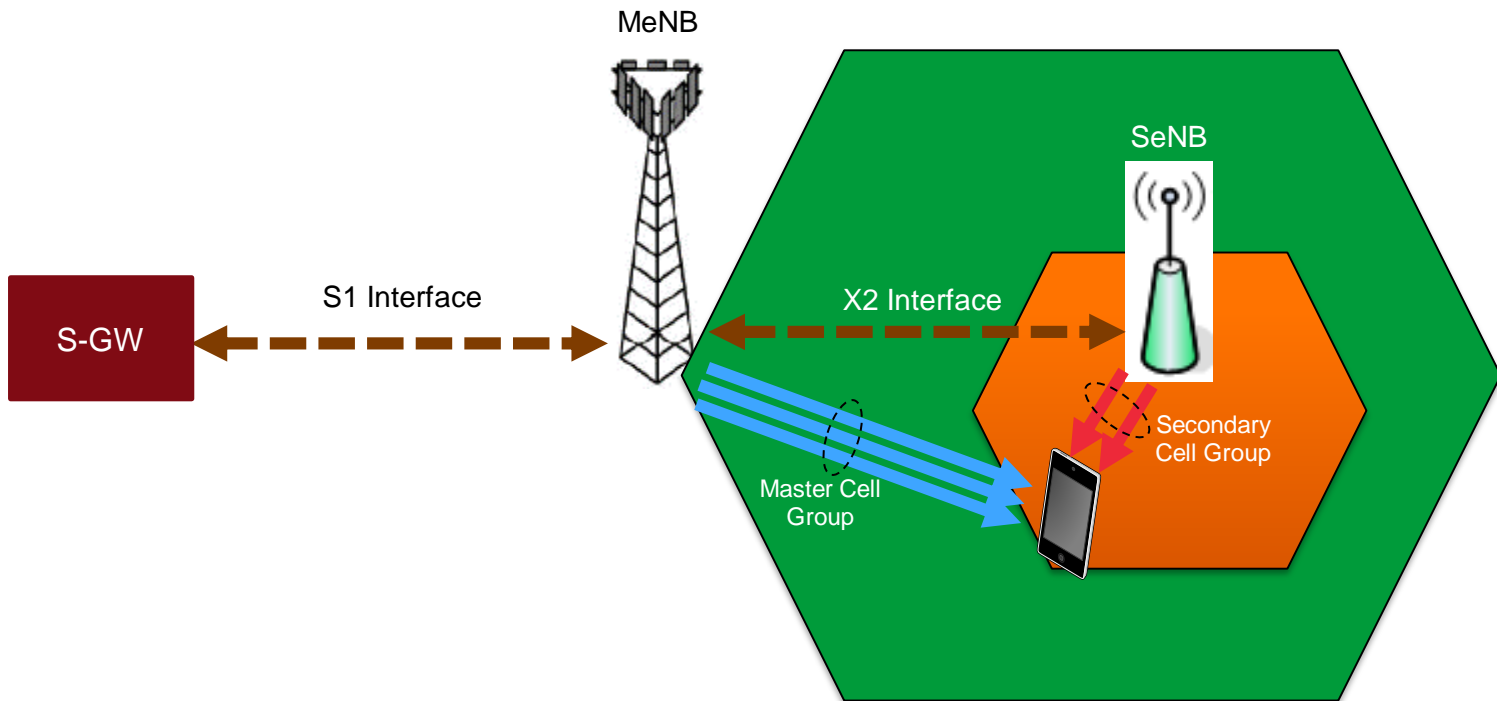 MeNB
SeNB
S1 Interface
X2 Interface
S-GW
Secondary
Cell Group
Master Cell
Group